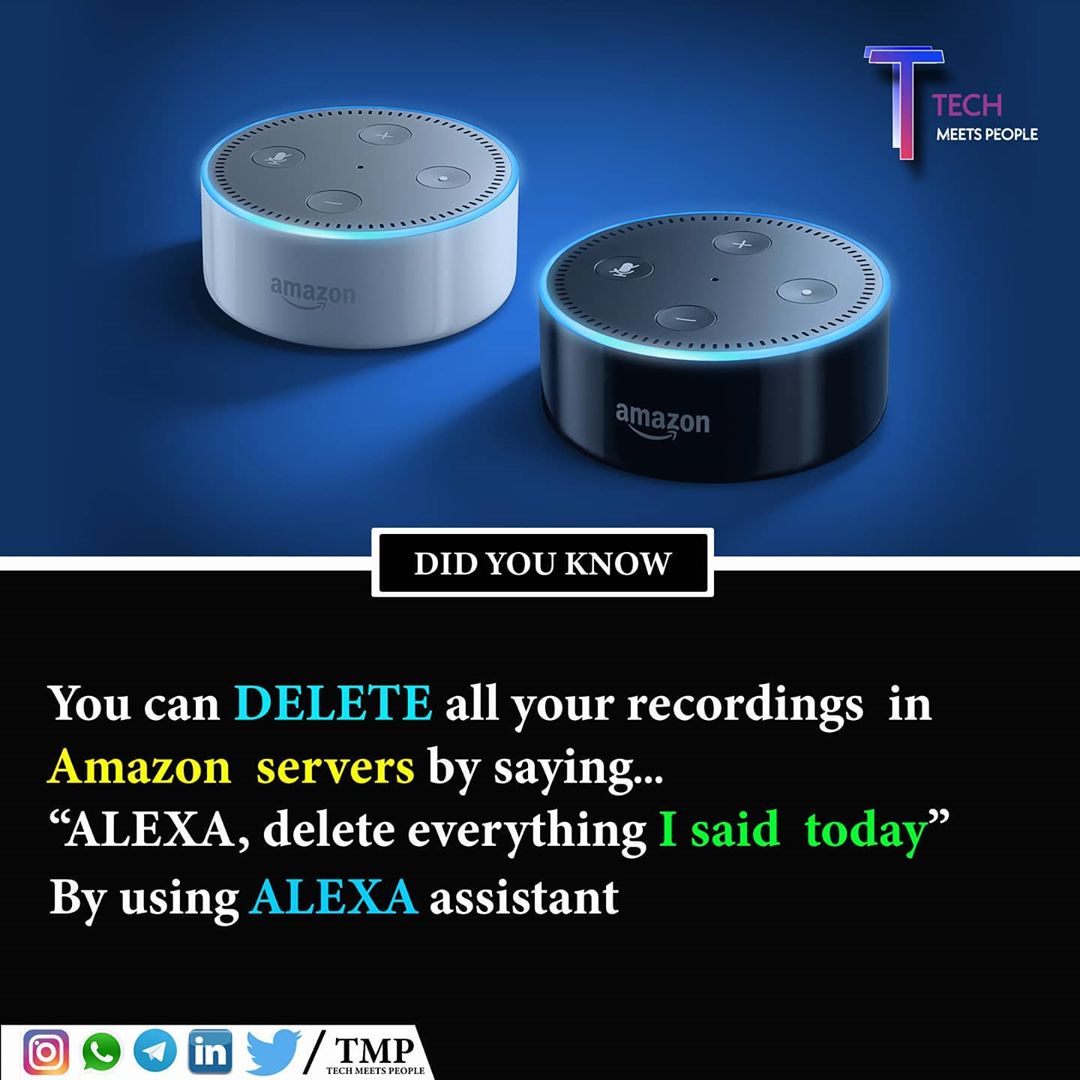 TECH
MEETS PEOPLE
amazon
amazon
DID YOU KNOW
You can DELETE all your recordings in
Amazon servers by saying...
“ALEXA, delete everything I said today”
By using ALEXA assistant
in
/ TMP
TECH MEETS PEOPLE